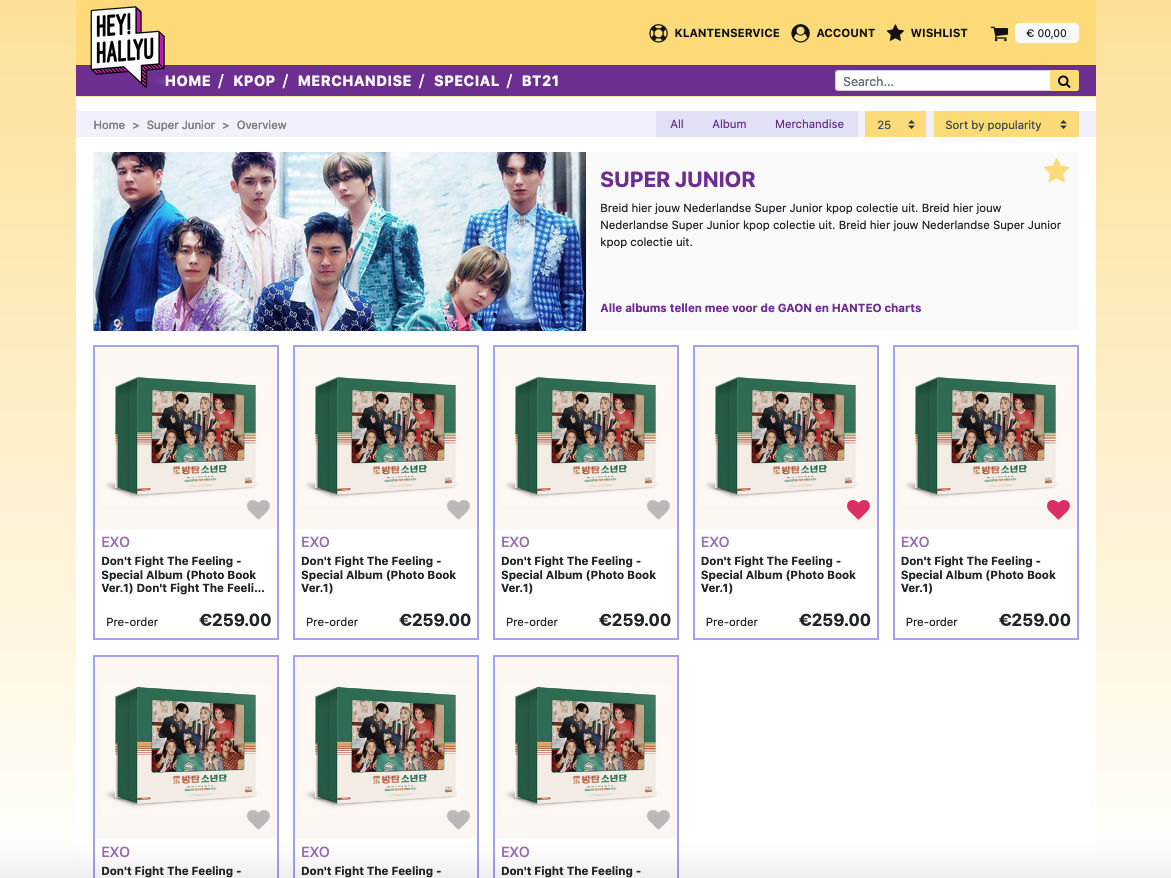 HEY!
HALLYU
KLANTENSERVICE ACCOUNT WISHLIST € 00,00
HOME / KPOP / MERCHANDISE / SPECIAL / BT21
Search...
Home > Super Junior > Overview
All Album Merchandise 25 Sort by popularity
SUPER JUNIOR
Breid hier jouw Nederlandse Super Junior kpop colectie uit. Breid hier jouw
Nederlandse Super Junior kpop colectie uit. Breid hier jouw Nederlandse Super Junior
kpop colectie uit.
Alle albums tellen mee voor de GAON en HANTEO charts
방탄소년단
EXO
Don't Fight The Feeling -
Special Album (Photo Book
Ver.1) Don't Fight The Feeli...
Pre-order €259.00
방탄소년단
EXO
Don't Fight The Feeling -
Special Album (Photo Book
Ver.1)
Pre-order €259.00
방탄소년단
EXO
Don't Fight The Feeling -
Special Album (Photo Book
Ver.1)
Pre-order €259.00
방탄소년단
EXO
Don't Fight The Feeling -
Special Album (Photo Book
Ver.1)
Pre-order €259.00
방탄소년단
EXO
Don't Fight The Feeling -
Special Album (Photo Book
Ver.1)
Pre-order €259.00
방탄소년단
EXO
Don't Fight The Feeling -
방탄소년단
EXO
Don't Fight The Feeling -
방탄소년단
EXO
Don't Fight The Feeling -